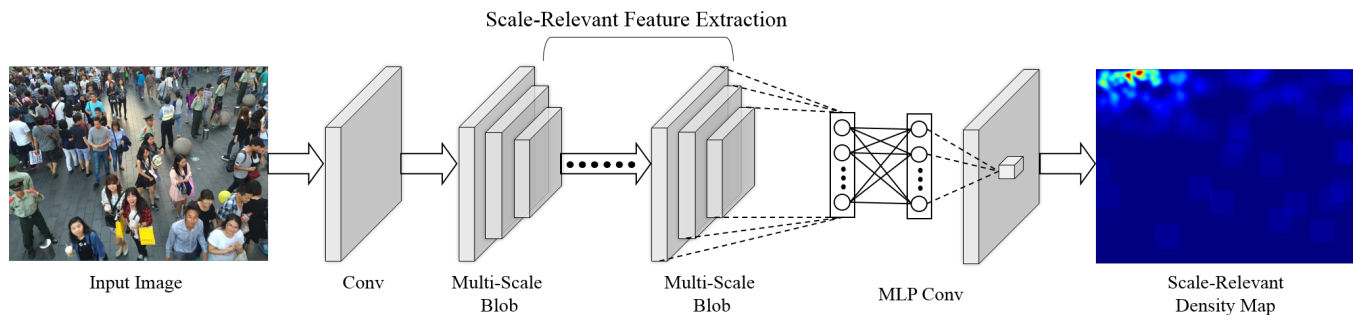 Scale-Relevant Feature Extraction
Input Image
Conv
Multi-Scale
Blob
Multi-Scale
Blob
MLP Conv
Scale-Relevant
Density Map